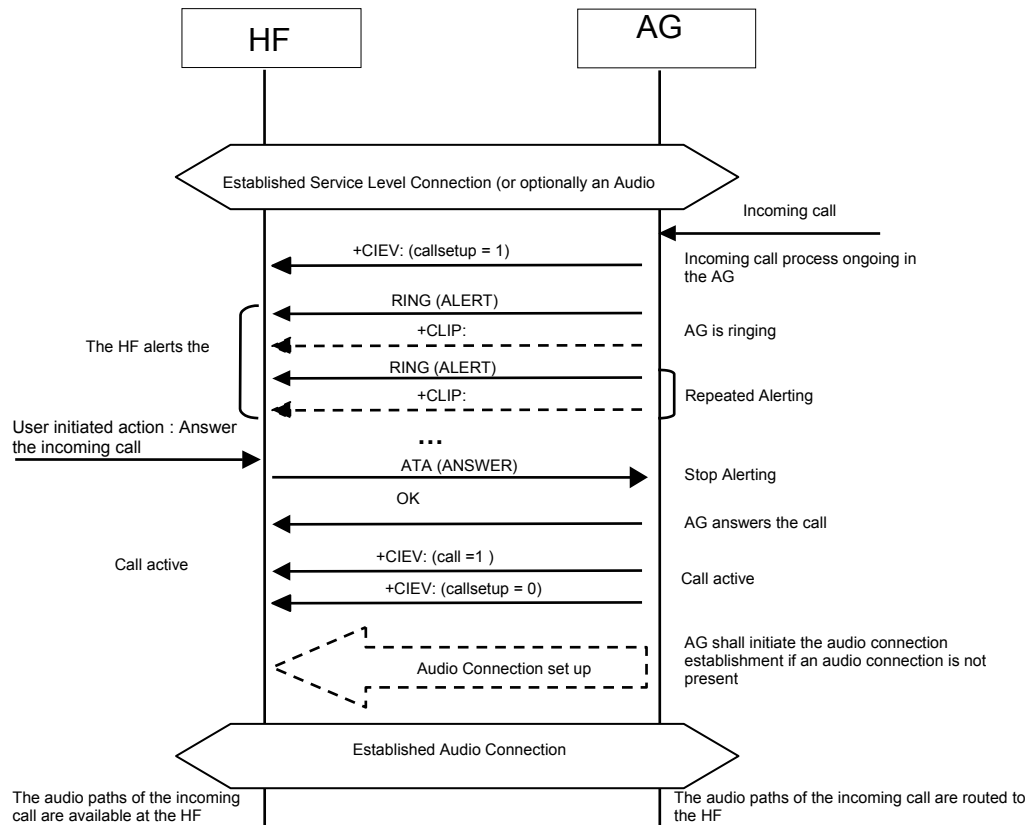 HF
AG
Established Service Level Connection (or optionally an Audio
Incoming call
+CIEV: (callsetup = 1)
Incoming call process ongoing in
the AG
RING (ALERT)
+CLIP:
AG is ringing
The HF alerts the
RING (ALERT)
+CLIP:
Repeated Alerting
User initiated action : Answer
the incoming call
...
ATA (ANSWER)
Stop Alerting
OK
AG answers the call
Call active
+CIEV: (call =1 )
Call active
+CIEV: (callsetup = 0)
AG shall initiate the audio connection
establishment if an audio connection is not
present
Audio Connection set up
Established Audio Connection
The audio paths of the incoming
call are available at the HF
The audio paths of the incoming call are routed to
the HF